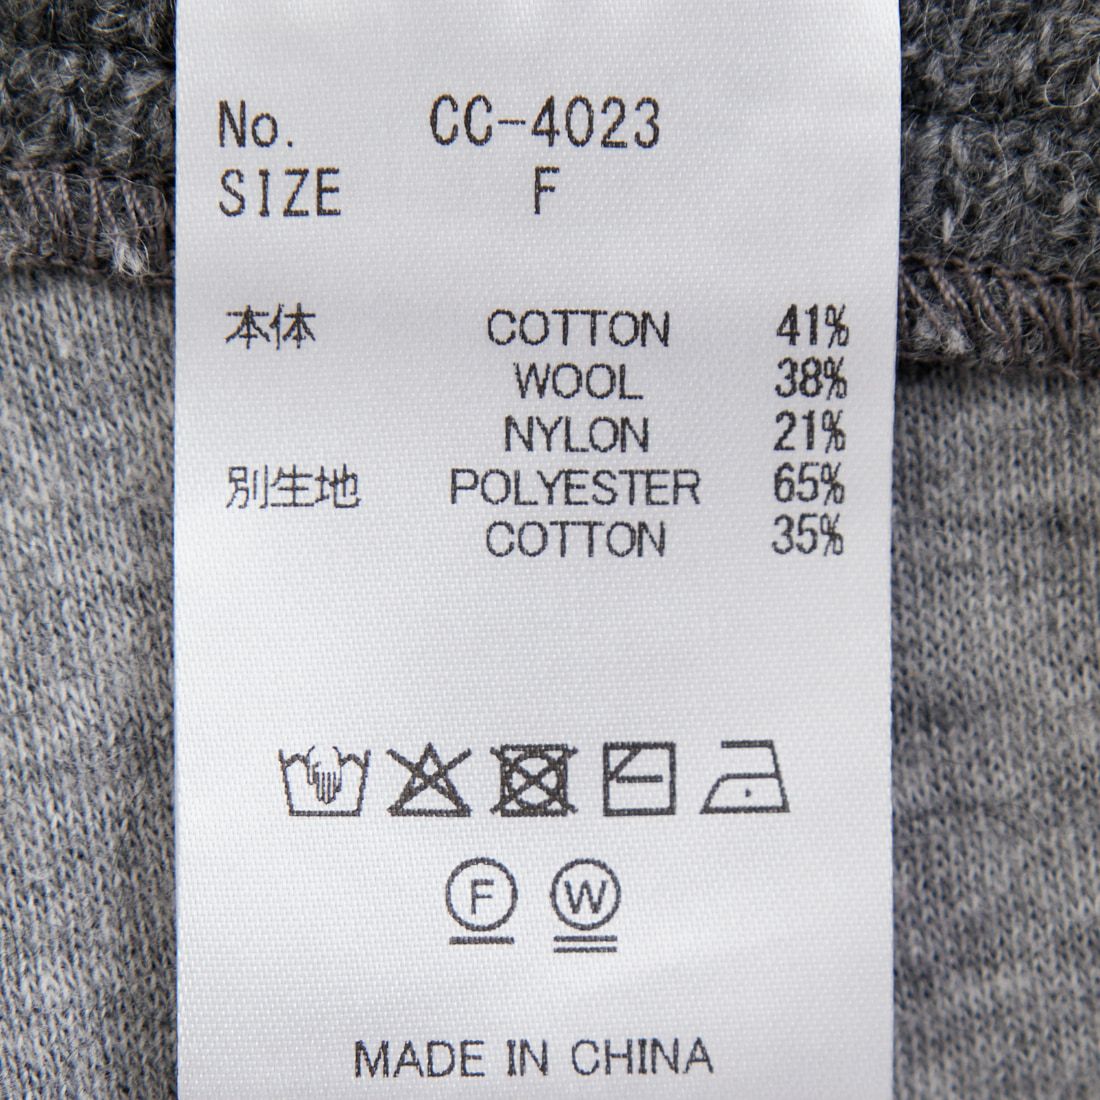 No. CC-4023
SIZE F
本体 COTTON 41%
WOOL 38%
NYLON 21%
別生地 POLYESTER 65%
COTTON 35%
F W
MADE IN CHINA